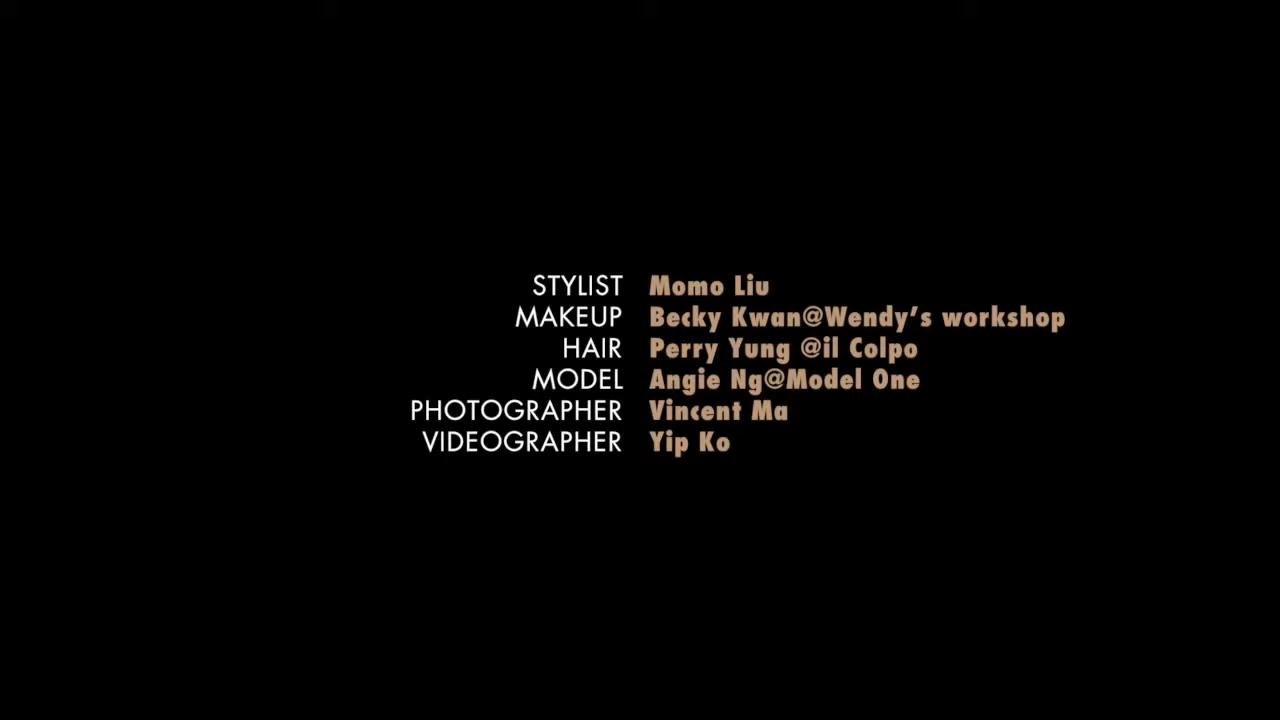 STYLIST Momo Liu
MAKEUP Becky Kwan@Wendy’s workshop
HAIR Perry Yung @il Colpo
MODEL Angie Ng@Model One
PHOTOGRAPHER Vincent Ma
VIDEOGRAPHER Yip Ko